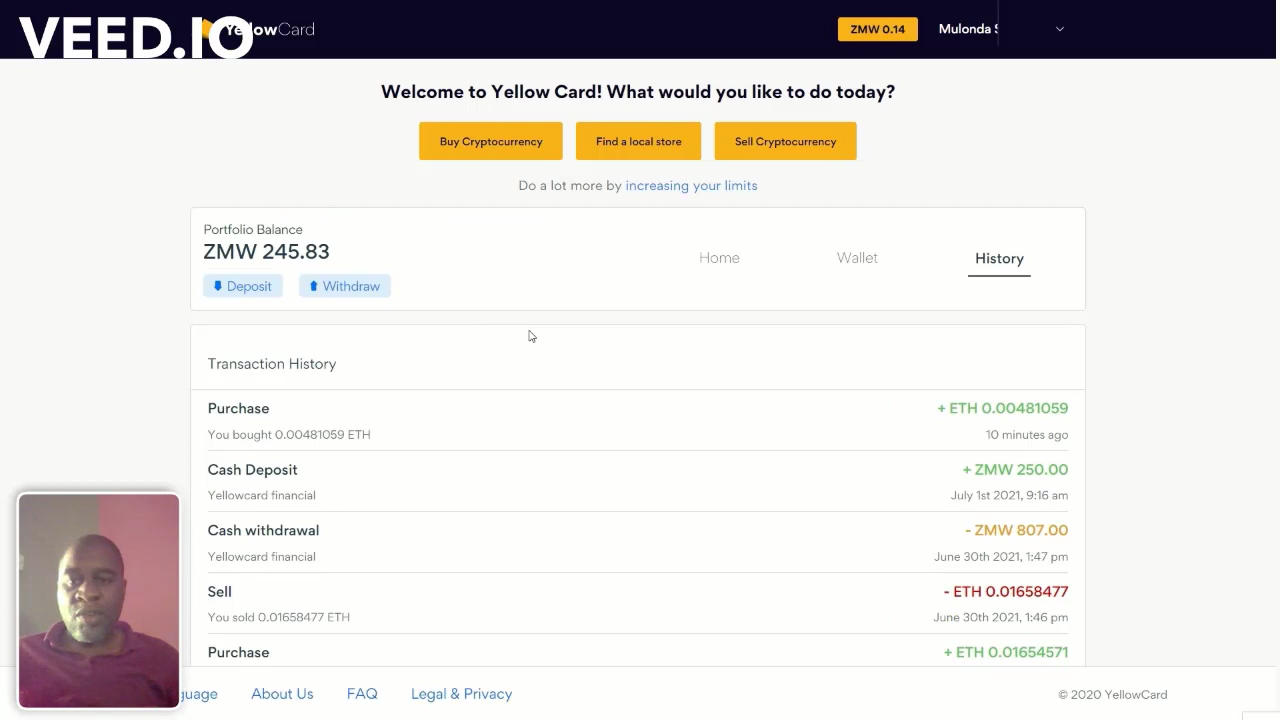 VEED.IO
YellowCard
ZMW 0.14
Mulonda
Welcome to Yellow Card! What would you like to do today?
Buy Cryptocurrency
Find a local store
Sell Cryptocurrency
Do a lot more by increasing your limits
Portfolio Balance
ZMW 245.83
Deposit
Withdraw
Home
Wallet
History
Transaction History
Purchase
+ ETH 0.00481059
You bought 0.00481059 ETH
10 minutes ago
Cash Deposit
+ ZMW 250.00
Yellowcard financial
July 1st 2021, 9:16 am
Cash withdrawal
- ZMW 807.00
Yellowcard financial
June 30th 2021, 1:47 pm
Sell
- ETH 0.01658477
You sold 0.01658477 ETH
June 30th 2021, 1:46 pm
Purchase
+ ETH 0.01654571
guage
About Us
FAQ
Legal & Privacy
© 2020 YellowCard